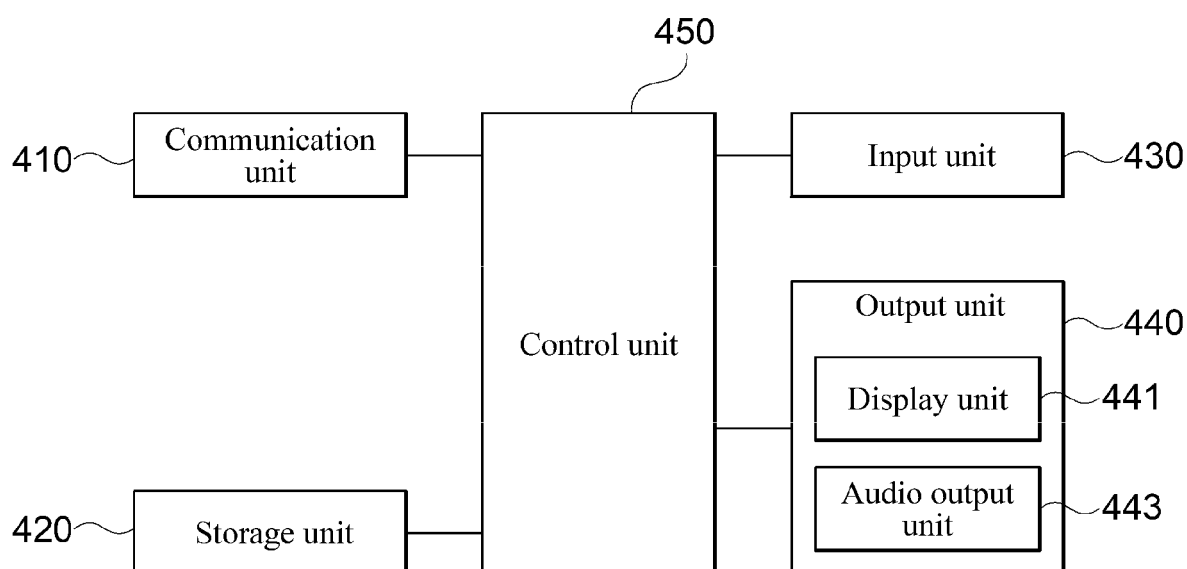 450
410
Communication
unit
Input unit
430
Control unit
Output unit
440
Display unit
441
Audio output
unit
443
420
Storage unit